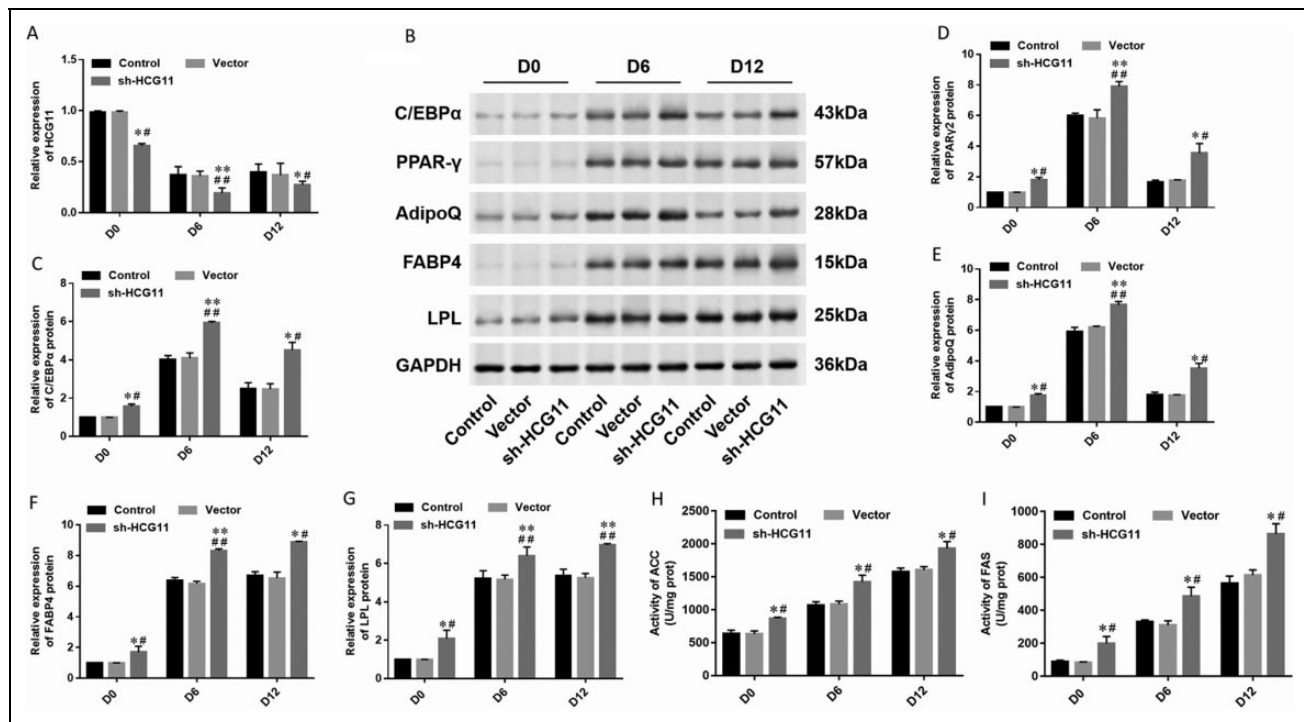 A
Control
Vector
sh-HCG11
Relative expression
of HCG11
1.5
1.0
0.5
0.0
*#
**
##
*#
D0
D6
D12
B
D0
D6
D12
C/EBPα
43kDa
PPAR-γ
57kDa
AdipoQ
28kDa
FABP4
15kDa
LPL
25kDa
GAPDH
36kDa
Control
Vector
sh-HCG11
Control
Vector
sh-HCG11
Control
Vector
sh-HCG11
C
Control
Vector
sh-HCG11
Relative expression
of C/EBPα protein
8
6
4
2
0
*#
**
##
*#
D0
D6
D12
D
Control
Vector
sh-HCG11
Relative expression
of PPARγ2 protein
10
8
6
4
2
0
*#
**
##
*#
D0
D6
D12
E
Control
Vector
sh-HCG11
Relative expression
of AdipoQ protein
10
8
6
4
2
0
*#
**
##
*#
D0
D6
D12
F
Control
Vector
sh-HCG11
Relative expression
of FABP4 protein
10
8
6
4
2
0
*#
**
##
*#
D0
D6
D12
G
Control
Vector
sh-HCG11
Relative expression
of LPL protein
8
6
4
2
0
*#
**
##
**
##
D0
D6
D12
H
Control
Vector
sh-HCG11
Activity of ACC
(U/mg prot)
2500
2000
1500
1000
500
0
*#
*#
*#
D0
D6
D12
I
Control
Vector
sh-HCG11
Activity of FAS
(U/mg prot)
1000
800
600
400
200
0
*#
*#
*#
D0
D6
D12